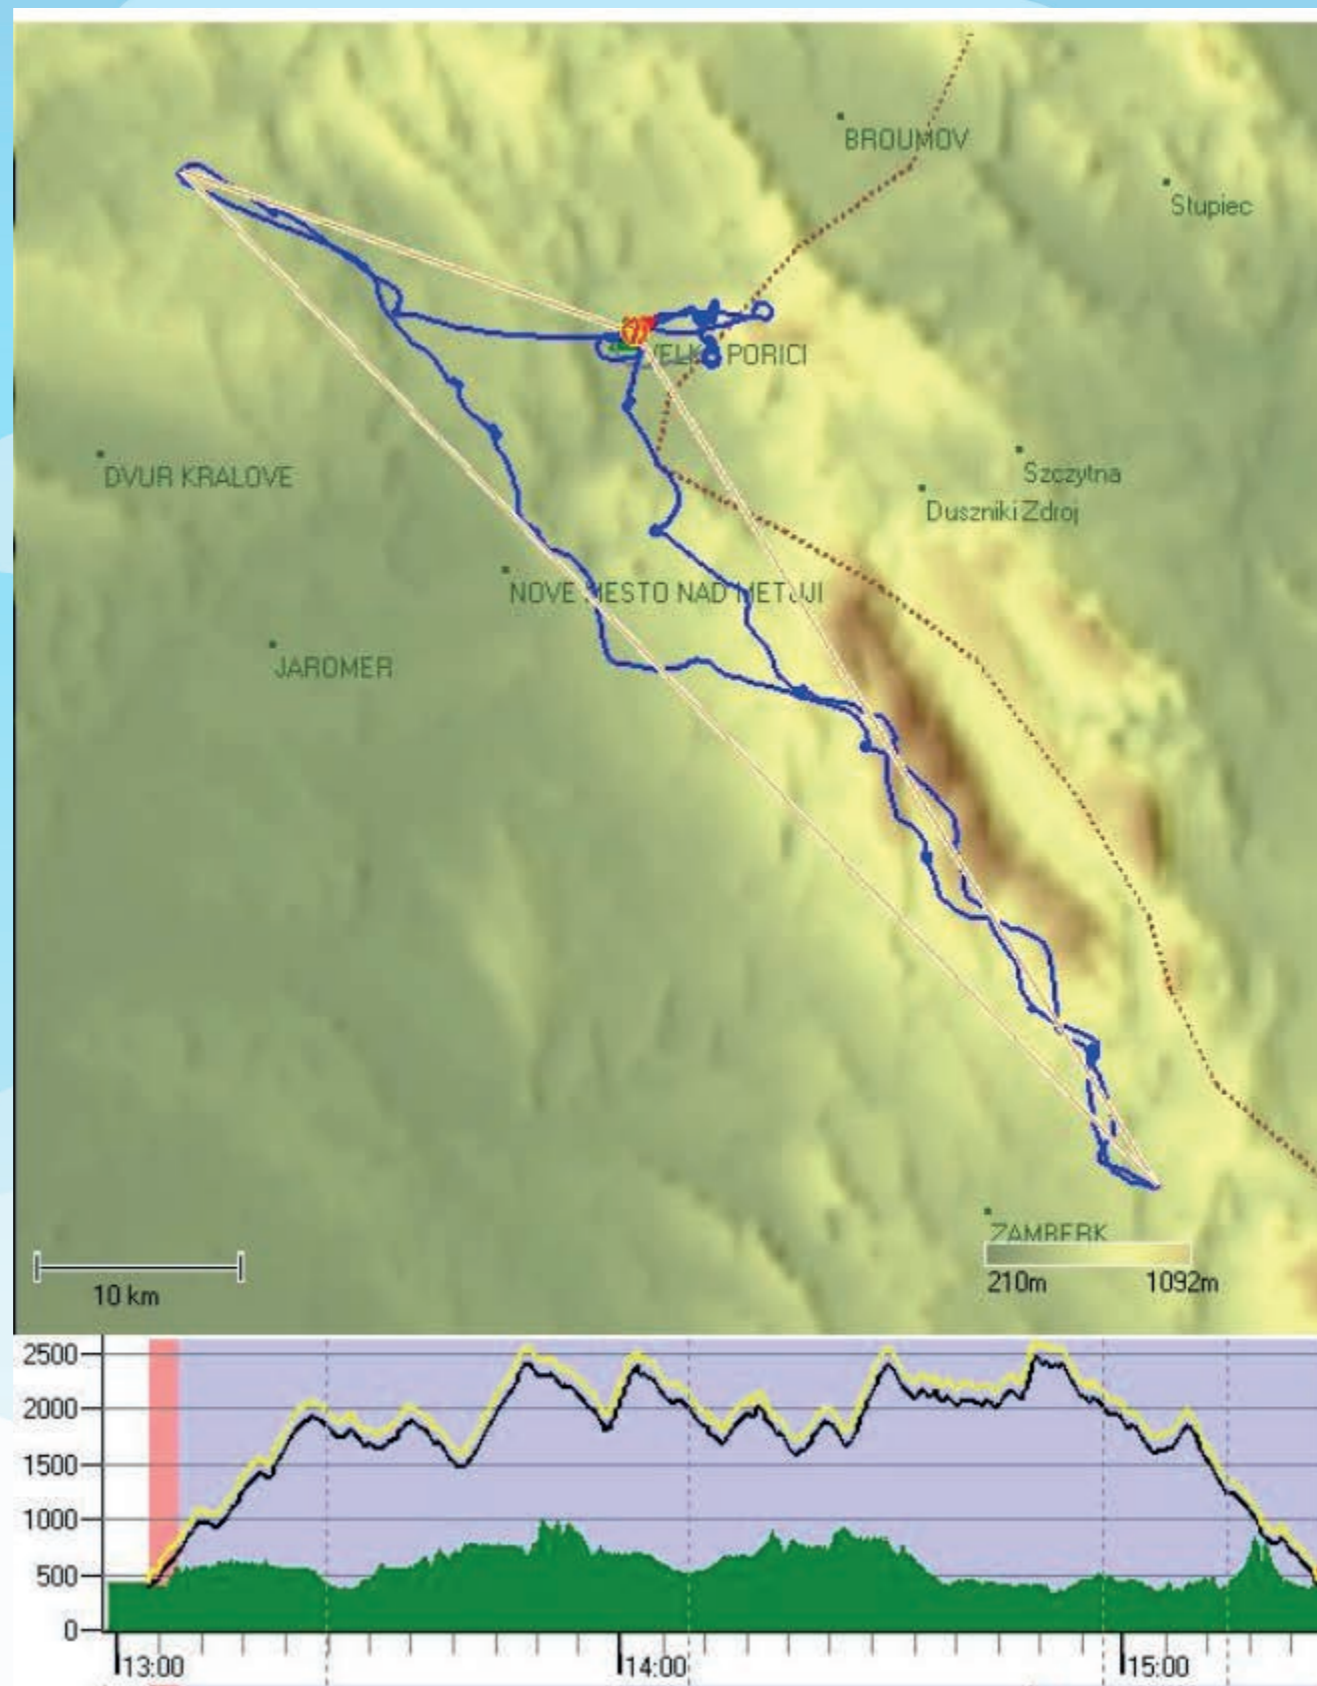 BROUMOV
Stupiec
PORICI
DVUR KRALOVE
Szczytna
Duszniki Zdroj
NOVE MESTO NAD METUJI
JAROMER
ZAMBERK
210m 1092m
10 km
2500
2000
1500
1000
500
0
13:00 14:00 15:00